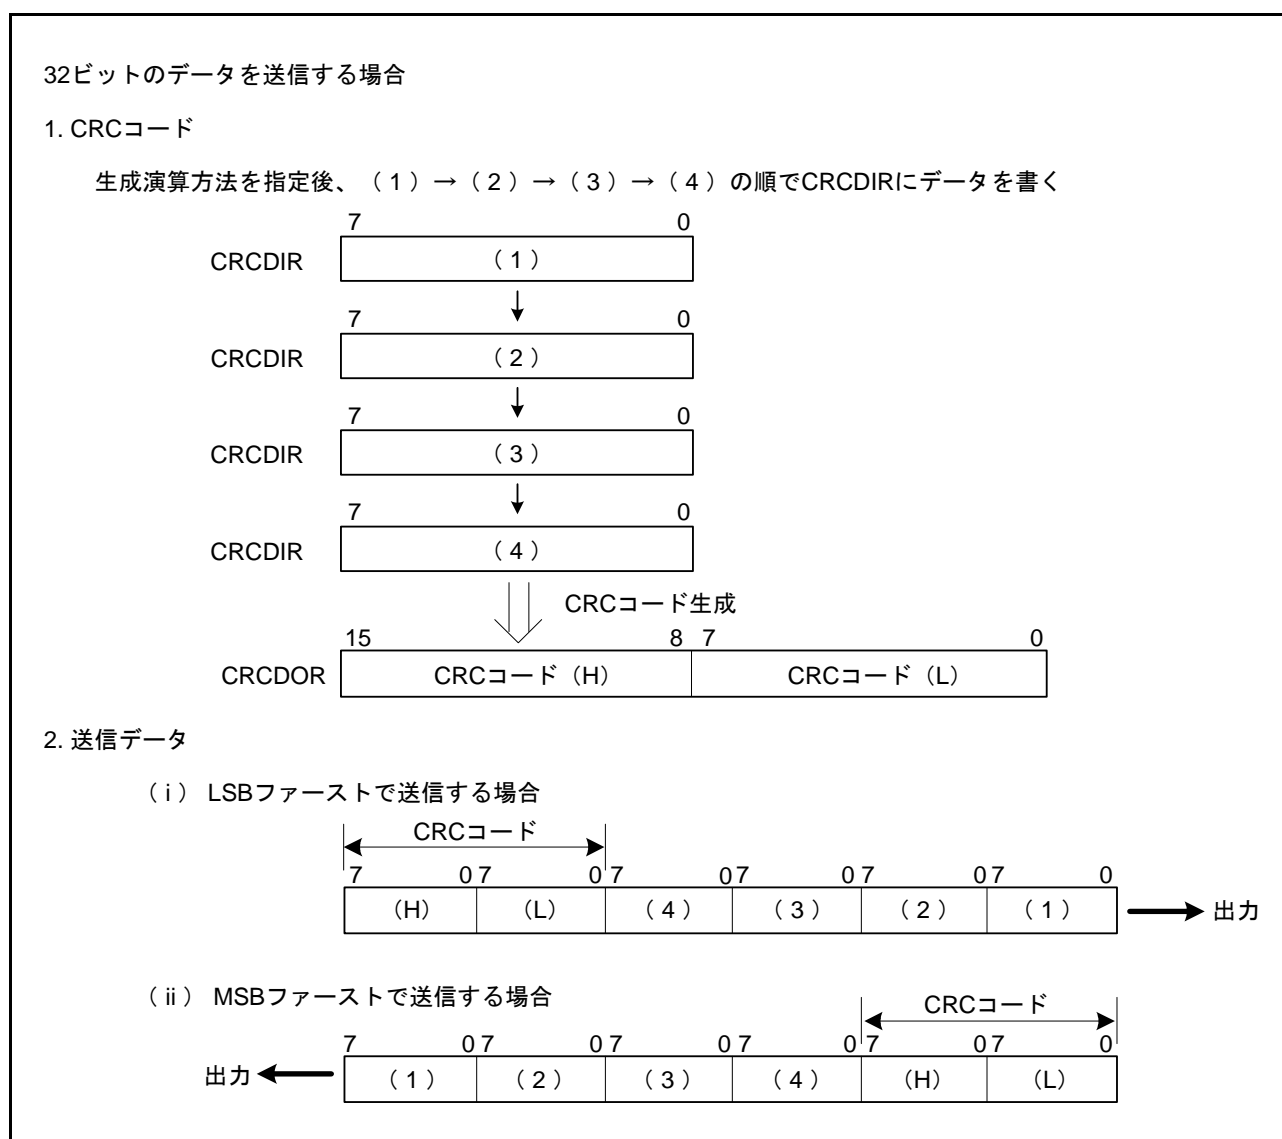 32ビットのデータを送信する場合
1. CRCコード
生成演算方法を指定後、（1）→（2）→（3）→（4）の順でCRCDIRにデータを書く
7 0
CRCDIR （1）
7 0
CRCDIR （2）
7 0
CRCDIR （3）
7 0
CRCDIR （4）
CRCコード生成
15 8 7 0
CRCDOR CRCコード（H） CRCコード（L）
2. 送信データ
（i） LSBファーストで送信する場合
CRCコード
7 0 7 0 7 0 7 0 7 0 7 0
（H） （L） （4） （3） （2） （1） 出力
（ii） MSBファーストで送信する場合
CRCコード
7 0 7 0 7 0 7 0 7 0 7 0
出力 （1） （2） （3） （4） （H） （L）